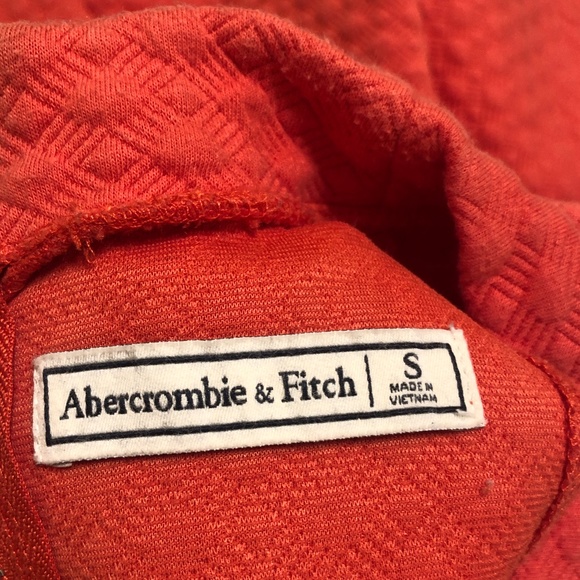 Abercrombie & Fitch | S
MADE IN
VIETNAM